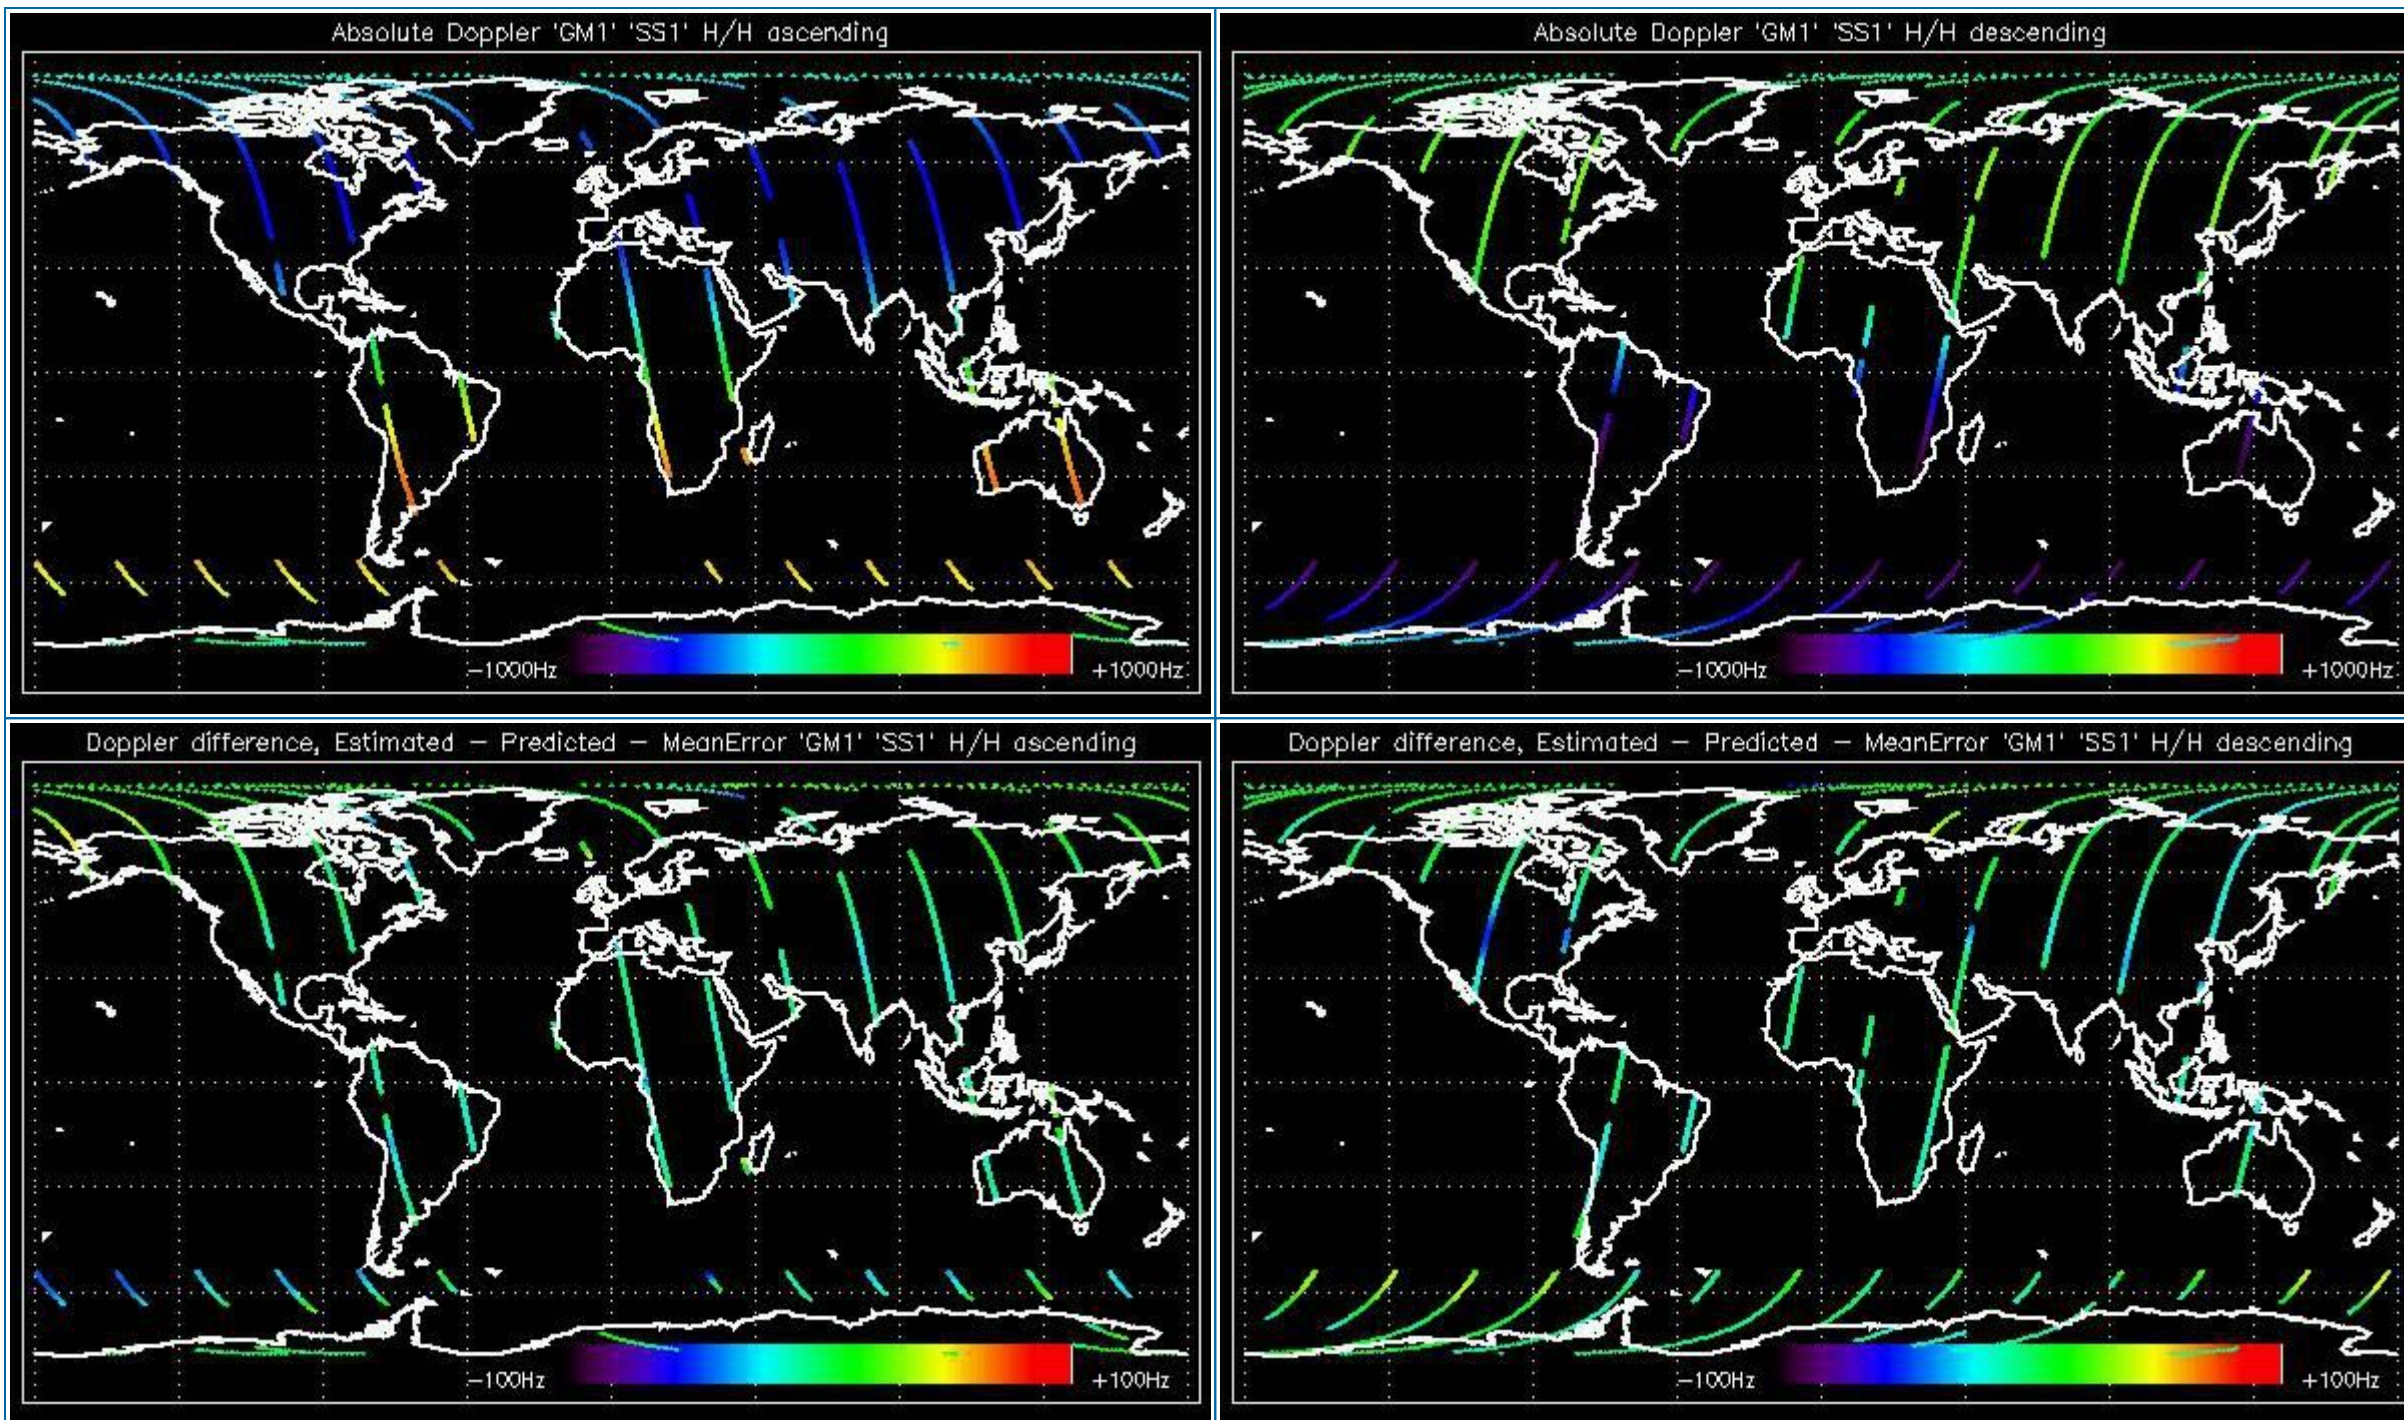 Absolute Doppler 'GM1' 'SS1' H/H ascending
−1000Hz
+1000Hz
Absolute Doppler 'GM1' 'SS1' H/H descending
−1000Hz
+1000Hz
Doppler difference, Estimated − Predicted − MeanError 'GM1' 'SS1' H/H ascending
−100Hz
+100Hz
Doppler difference, Estimated − Predicted − MeanError 'GM1' 'SS1' H/H descending
−100Hz
+100Hz